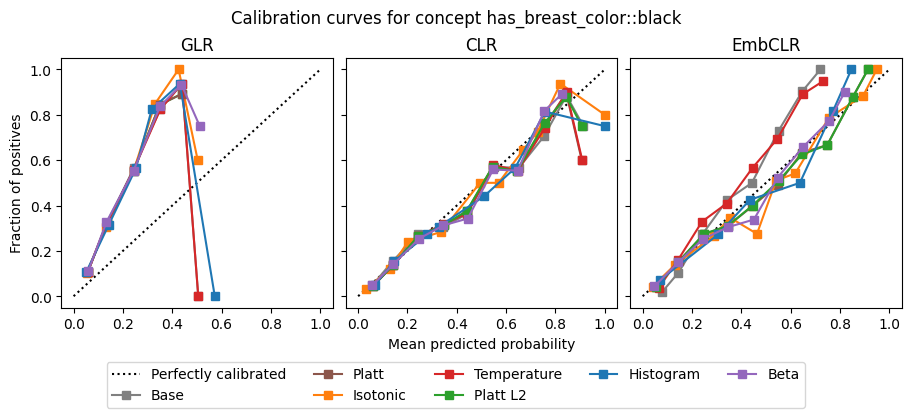 Calibration curves for concept has_breast_color::black
GLR
CLR
EmbCLR
Fraction of positives
1.0
0.8
0.6
0.4
0.2
0.0
0.0 0.2 0.4 0.6 0.8 1.0
0.0 0.2 0.4 0.6 0.8 1.0
0.0 0.2 0.4 0.6 0.8 1.0
Mean predicted probability
Perfectly calibrated Platt Temperature Histogram Beta
Base Isotonic Platt L2